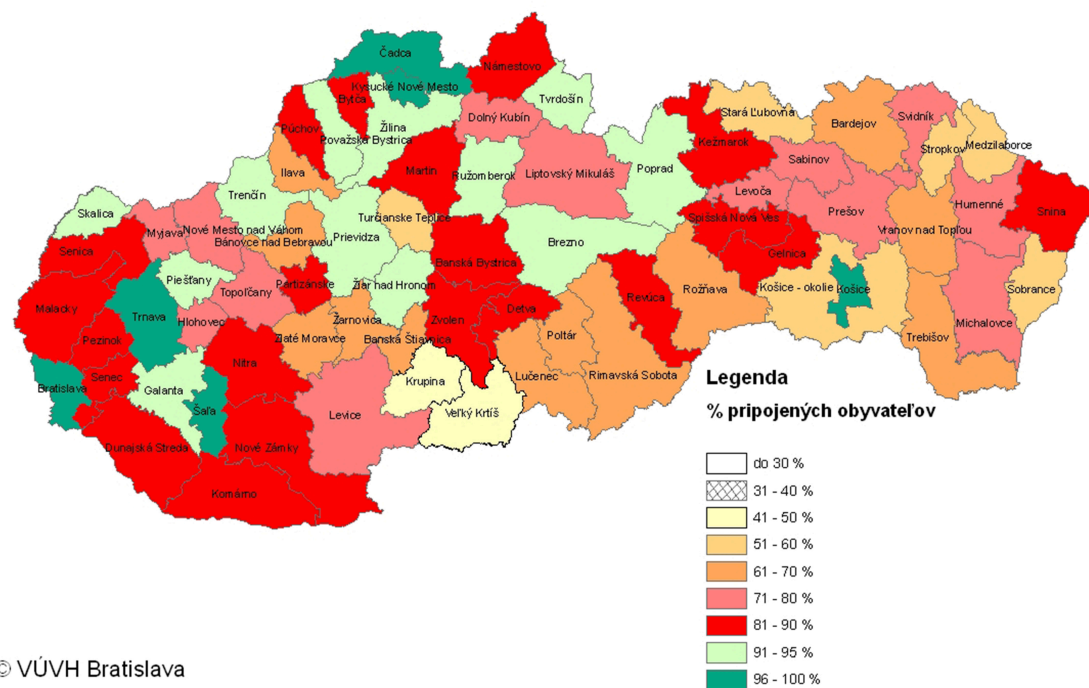 Čadca
Námestovo
Kysucké Nové Mesto
Bytča
Tvrdošín
Púchov
Dolný Kubín
Žilina
Považská Bystrica
Stará Ľubovňa
Bardejov
Svidník
Kežmarok
Stropkov
Medzilaborce
Ilava
Martin
Ružomberok
Liptovský Mikuláš
Poprad
Sabinov
Levoča
Trenčín
Skalica
Turčianske Teplice
Spišská Nová Ves
Prešov
Humenné
Snina
Myjava
Nové Mesto nad Váhom
Bánovce nad Bebravou
Prievidza
Brezno
Vranov nad Topľou
Senica
Banská Bystrica
Gelnica
Piešťany
Partizánske
Žiar nad Hronom
Košice - okolie
Košice
Sobrance
Topoľčany
Revúca
Rožňava
Malacky
Trnava
Hlohovec
Žarnovica
Zvolen
Detva
Michalovce
Pezinok
Zlaté Moravce
Banská Štiavnica
Poltár
Trebišov
Nitra
Senec
Krupina
Lučenec
Rimavská Sobota
Bratislava
Galanta
Šaľa
Levice
Veľký Krtíš
Dunajská Streda
Nové Zámky
Komárno
Legenda
% pripojených obyvateľov
do 30 %
31 - 40 %
41 - 50 %
51 - 60 %
61 - 70 %
71 - 80 %
81 - 90 %
91 - 95 %
96 - 100 %
© VÚVH Bratislava